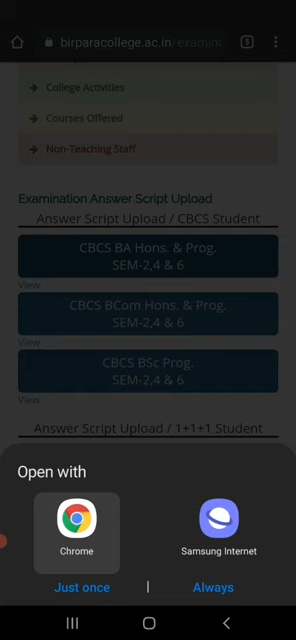 birparacollege.ac.in/examina
5
College Activities
Courses Offered
Non-Teaching Staff
Examination Answer Script Upload
Answer Script Upload / CBCS Student
CBCS BA Hons. & Prog.
SEM-2,4 & 6
View
CBCS BCom Hons. & Prog.
SEM-2,4 & 6
View
CBCS BSc Prog.
SEM-2,4 & 6
View
Answer Script Upload / 1+1+1 Student
Open with
Chrome
Samsung Internet
Just once | Always